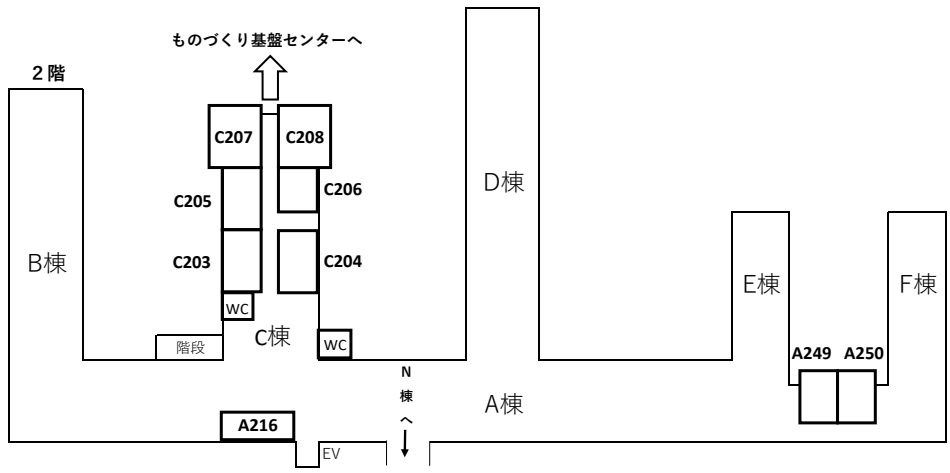 ものづくり基盤センターへ
２階
C207
C208
C205
C206
D棟
C203
C204
B棟
E棟
F棟
WC
C棟
WC
階段
A249
A250
N
棟
へ
A棟
A216
EV